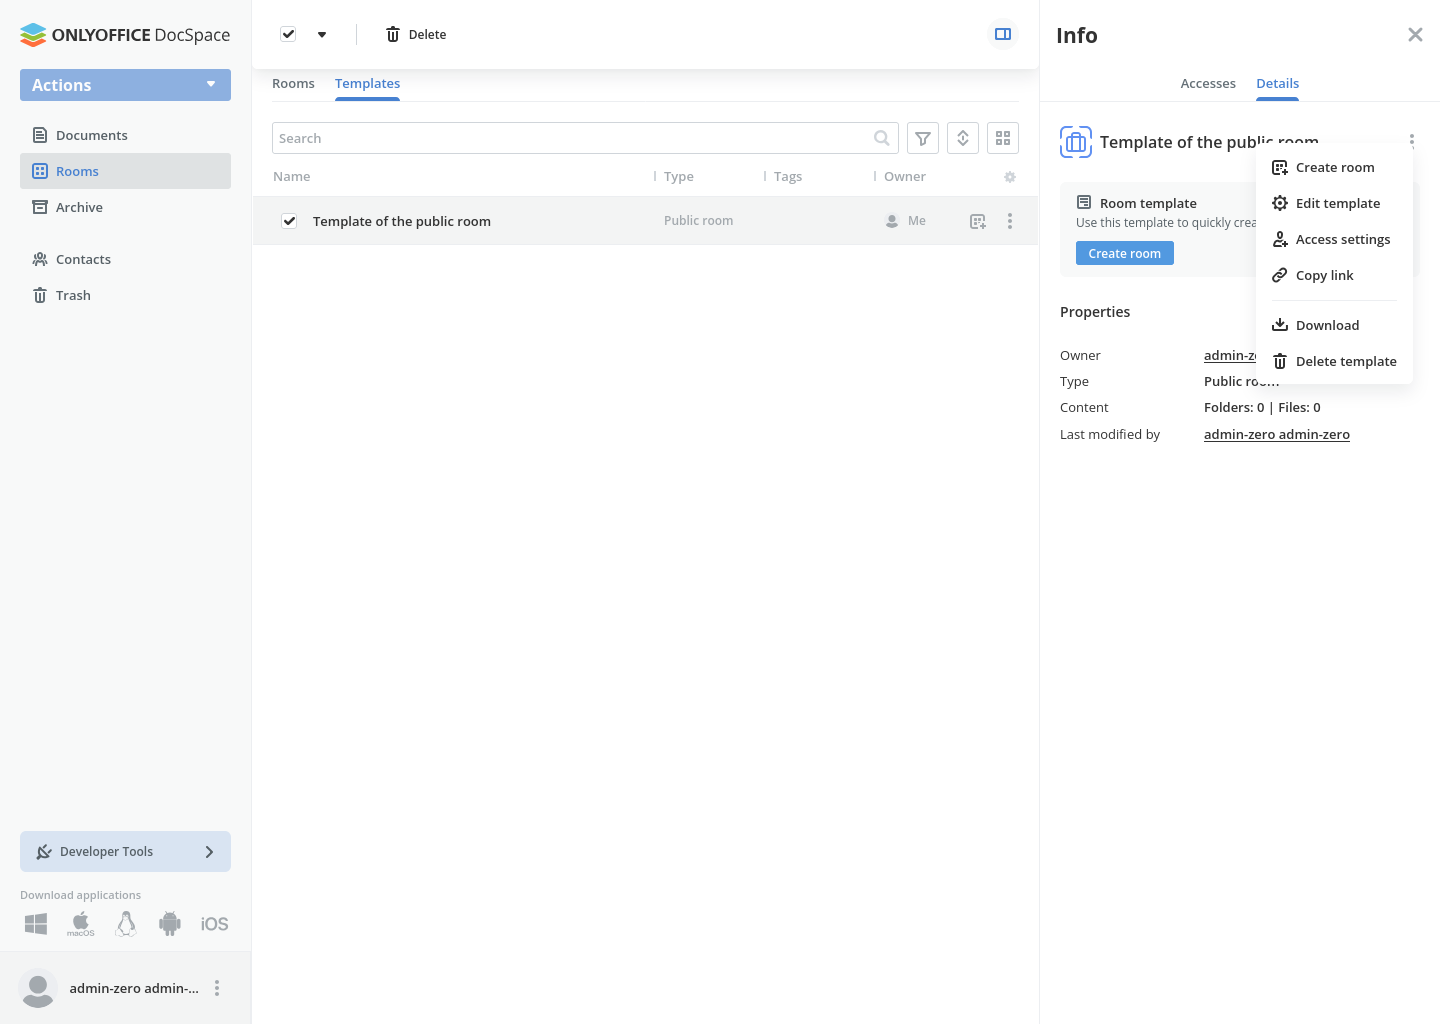 ONLYOFFICE DocSpace
Actions
Documents
Rooms
Archive
Contacts
Trash
Developer Tools
Download applications
macOS
iOS
admin-zero admin-...
Delete
Rooms
Templates
Search
Name
Type
Tags
Owner
Template of the public room
Public room
Me
Info
Accesses
Details
Template of the public room
Room template
Use this template to quickly
Create room
Properties
Owner
Type
Public room
Content
Folders: 0 | Files: 0
Last modified by
admin-zero admin-zero
Create room
Edit template
Access settings
Copy link
Download
Delete template